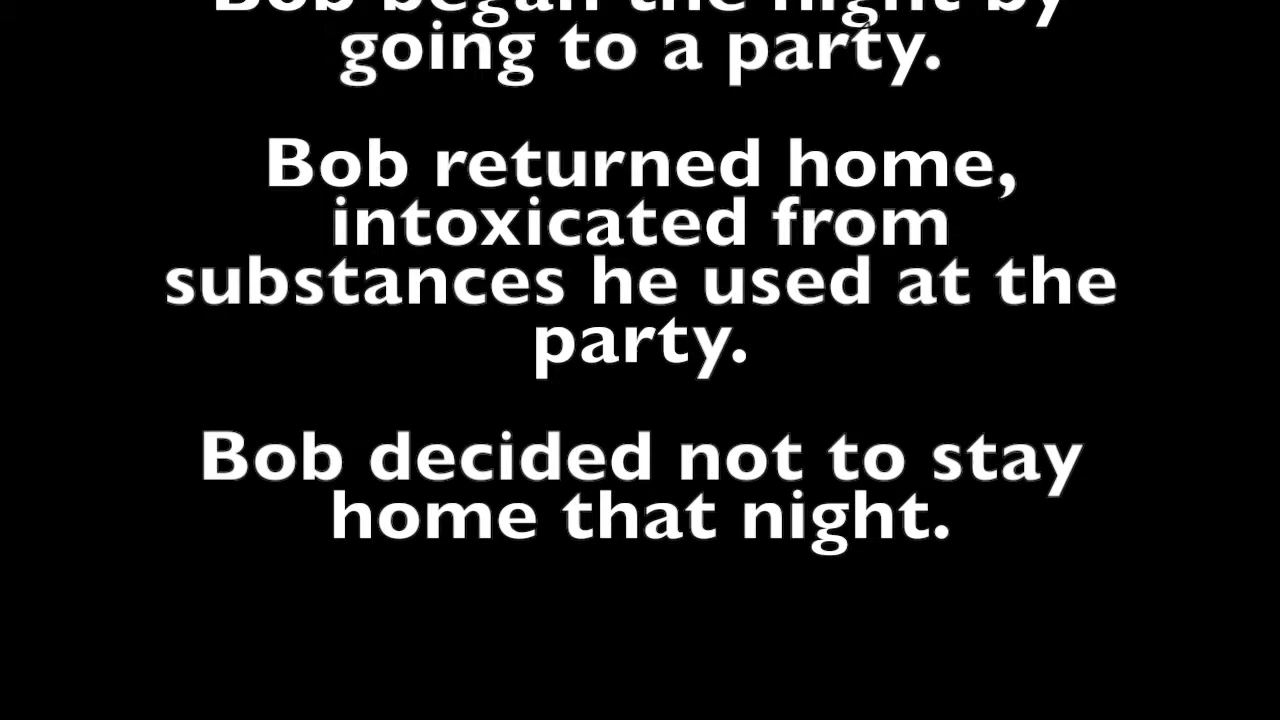 Bob began the night by
going to a party.
Bob returned home,
intoxicated from
substances he used at the
party.
Bob decided not to stay
home that night.